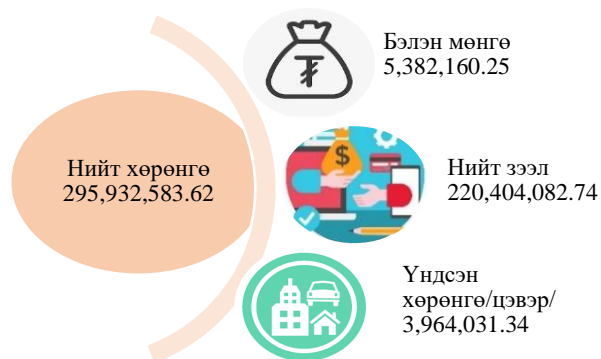 Бэлэн мөнгө
5,382,160.25
Нийт хөрөнгө
295,932,583.62
Нийт зээл
220,404,082.74
Үндсэн
хөрөнгө/цэвэр/
3,964,031.34